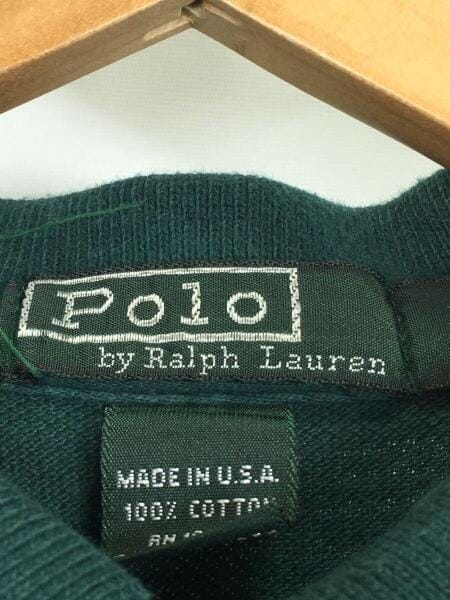 Polo
by Ralph Lauren
MADE IN U.S.A.
100% COTTON